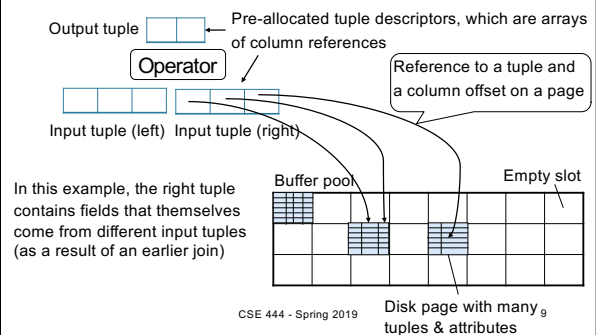 Output tuple
Pre-allocated tuple descriptors, which are arrays
of column references
Operator
Reference to a tuple and
a column offset on a page
Input tuple (left)
Input tuple (right)
Buffer pool
Empty slot
In this example, the right tuple
contains fields that themselves
come from different input tuples
(as a result of an earlier join)
CSE 444 - Spring 2019
Disk page with many
tuples & attributes
9